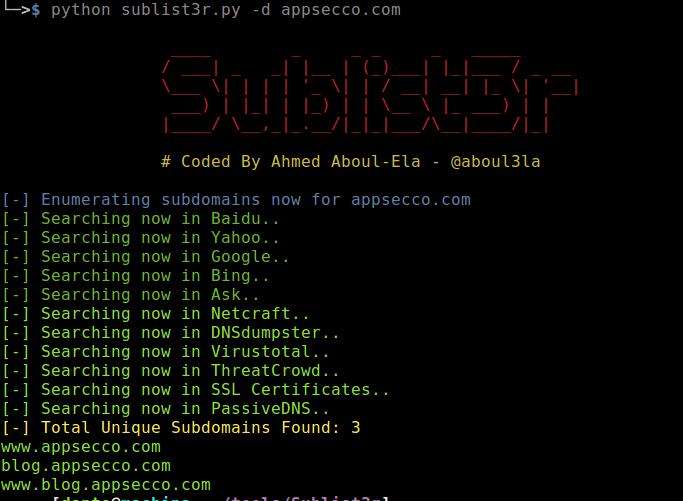 └─>$ python sublist3r.py -d appsecco.com
Sublist3r
# Coded By Ahmed Aboul-Ela - @aboul3la
[-] Enumerating subdomains now for appsecco.com
[-] Searching now in Baidu..
[-] Searching now in Yahoo..
[-] Searching now in Google..
[-] Searching now in Bing..
[-] Searching now in Ask..
[-] Searching now in Netcraft..
[-] Searching now in DNSdumpster..
[-] Searching now in Virustotal..
[-] Searching now in ThreatCrowd..
[-] Searching now in SSL Certificates..
[-] Searching now in PassiveDNS..
[-] Total Unique Subdomains Found: 3
www.appsecco.com
blog.appsecco.com
www.blog.appsecco.com